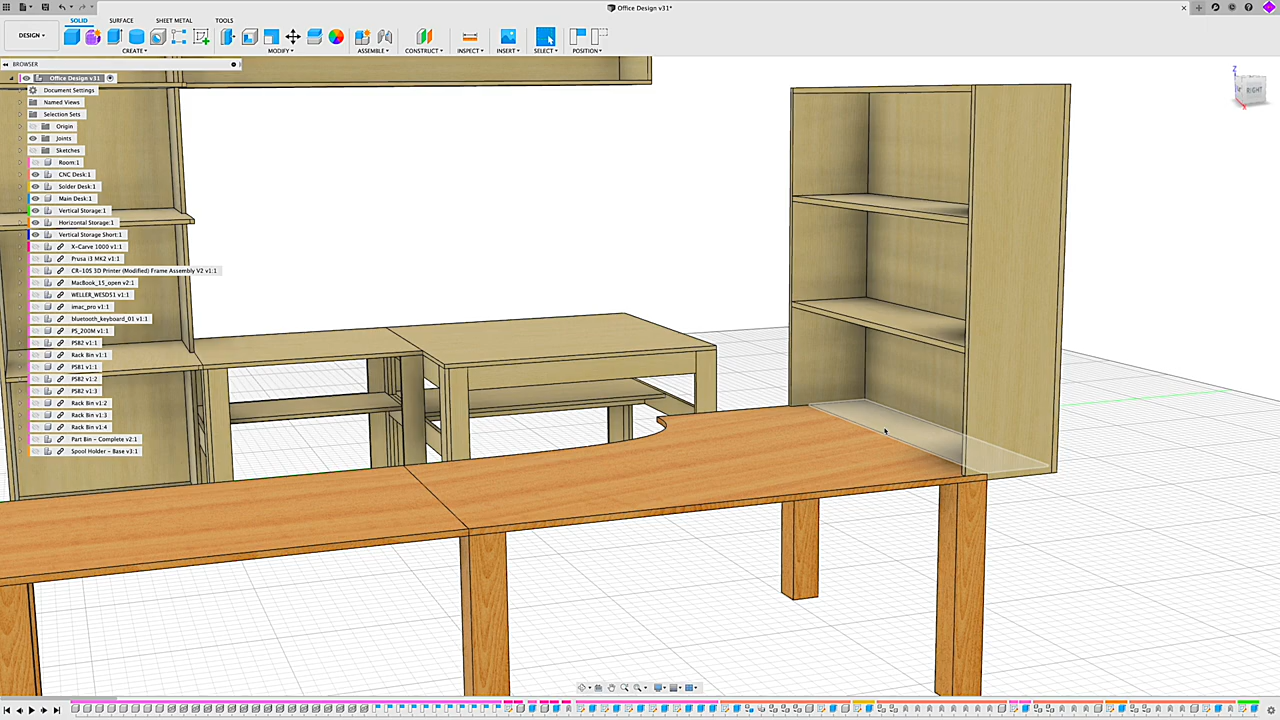 Office Design v31*
SOLID SURFACE SHEET METAL TOOLS
DESIGN
CREATE MODIFY ASSEMBLE CONSTRUCT INSPECT INSERT SELECT POSITION
BROWSER
Office Design v31
Document Settings
Named Views
Selection Sets
Origin
Joints
Sketches
Room:1
CNC Desk:1
Solder Desk:1
Main Desk:1
Vertical Storage:1
Horizontal Storage:1
Vertical Storage Short:1
X-Carve 1000 v1:1
Prusa i3 MK2 v1:1
CR-10S 3D Printer (Modified) Frame Assembly V2 v1:1
MacBook_15_open v2:1
WELLER_WESD51 v1:1
imac_pro v1:1
bluetooth_keyboard_01 v1:1
PS_200M v1:1
PSB2 v1:1
Rack Bin v1:1
PSB1 v1:1
PSB2 v1:2
PSB2 v1:3
Rack Bin v1:2
Rack Bin v1:3
Rack Bin v1:4
Part Bin - Complete v2:1
Spool Holder - Base v3:1
Z
RIGHT
X